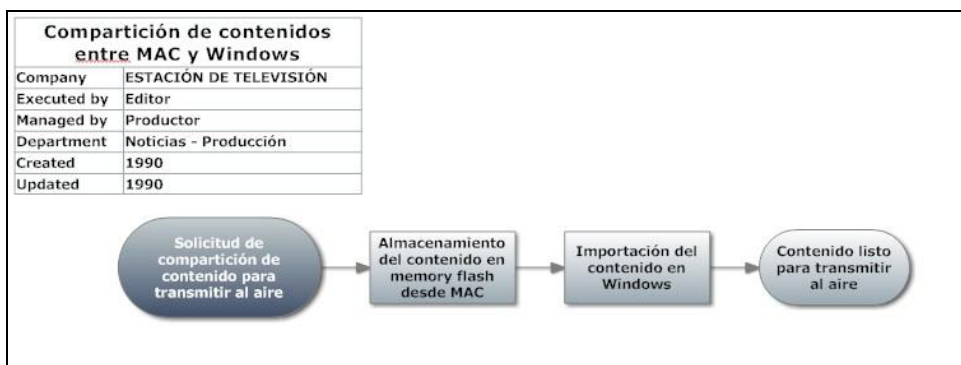 Compartición de contenidos
entre MAC y Windows
Company ESTACIÓN DE TELEVISIÓN
Executed by Editor
Managed by Productor
Department Noticias - Producción
Created 1990
Updated 1990
Solicitud de
compartición de
contenido para
transmitir al aire
Almacenamiento
del contenido en
memory flash
desde MAC
Importación del
contenido en
Windows
Contenido listo
para transmitir
al aire